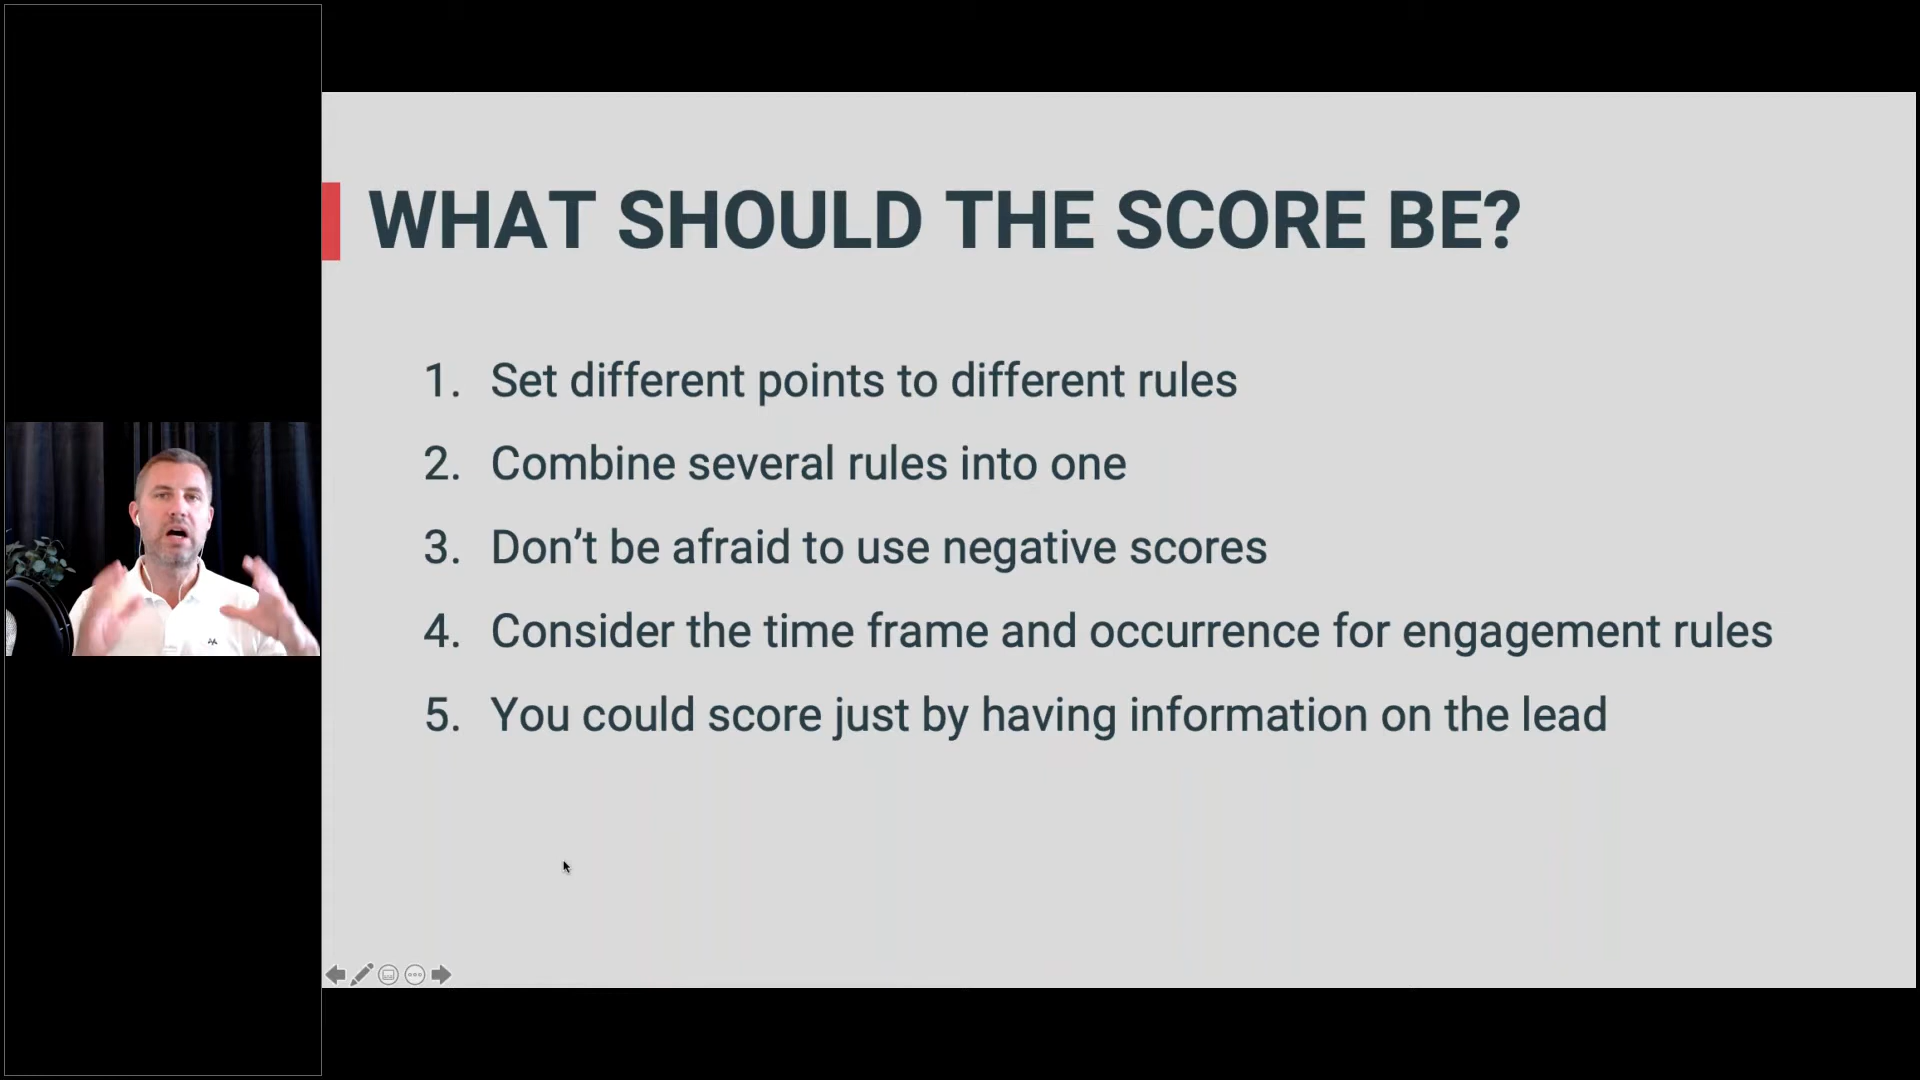 WHAT SHOULD THE SCORE BE?
1. Set different points to different rules
2. Combine several rules into one
3. Don’t be afraid to use negative scores
4. Consider the time frame and occurrence for engagement rules
5. You could score just by having information on the lead